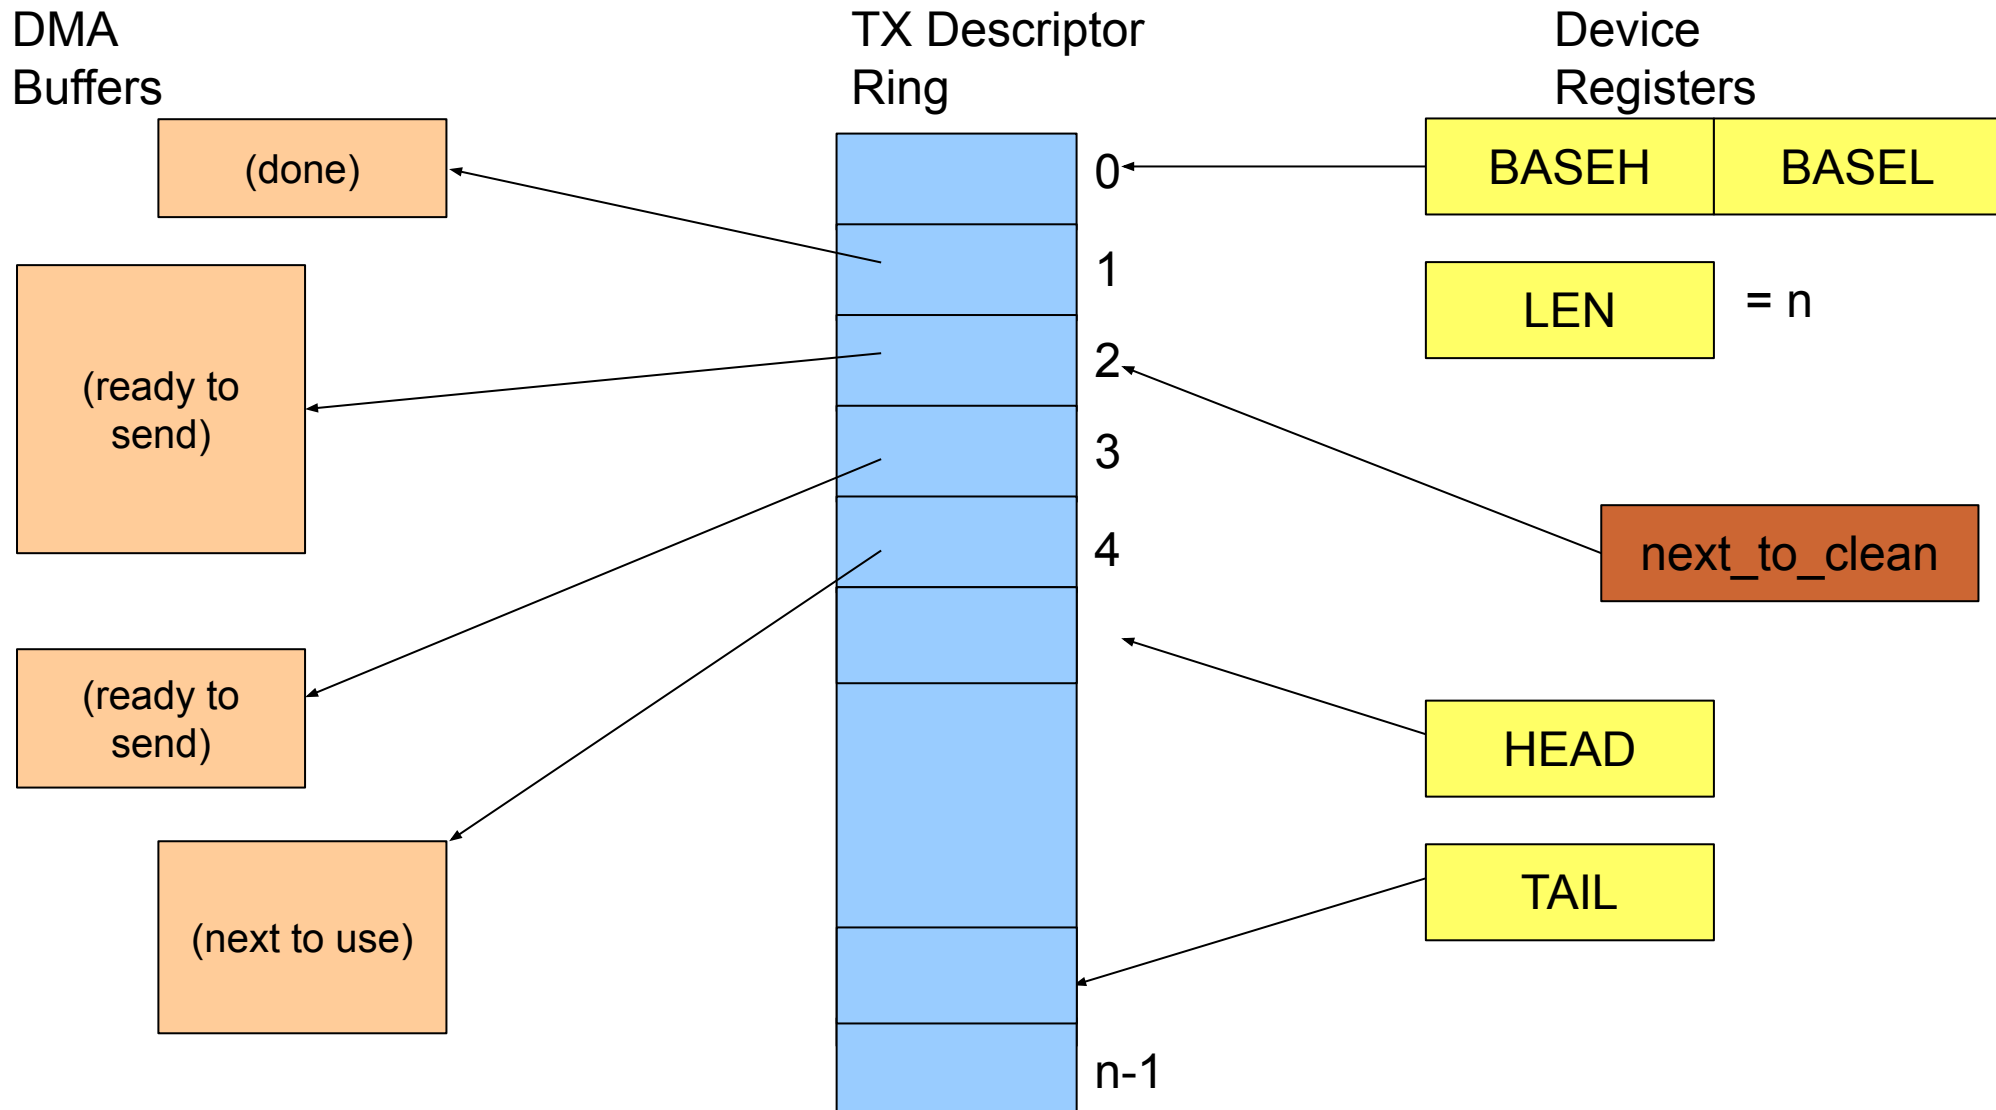 DMA
Buffers
TX Descriptor
Ring
Device
Registers
(done)
0
BASEH
BASEL
1
LEN
= n
(ready to
send)
2
3
4
next_to_clean
(ready to
send)
HEAD
TAIL
(next to use)
n-1